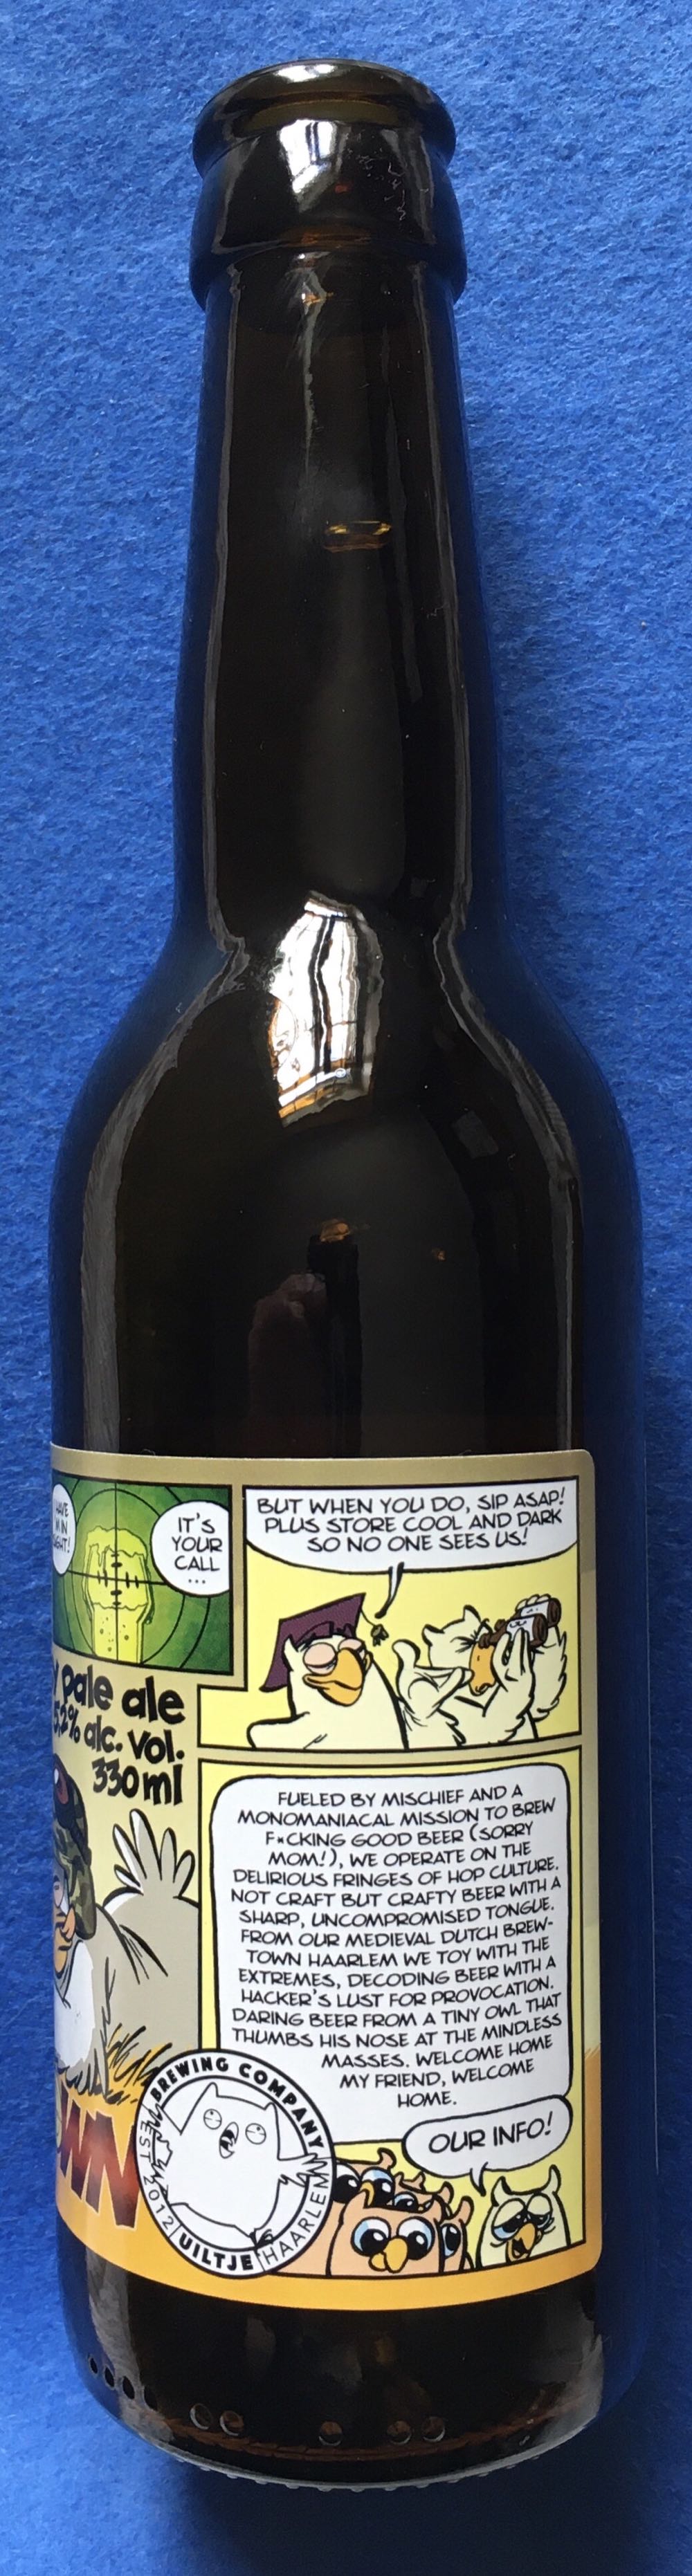 IT'S
YOUR
CALL
...
BUT WHEN YOU DO, SIP ASAP!
PLUS STORE COOL AND DARK
SO NO ONE SEES US!
pale ale
5,2% alc. vol.
330ml
FUELED BY MISCHIEF AND A
MONOMANIACAL MISSION TO BREW
F*CKING GOOD BEER (SORRY
MOM!), WE OPERATE ON THE
DELIRIOUS FRINGES OF HOP CULTURE.
NOT CRAFT BUT CRAFTY BEER WITH A
SHARP, UNCOMPROMISED TONGUE.
FROM OUR MEDIEVAL DUTCH BREW-
TOWN HAARLEM WE TOY WITH THE
EXTREMES, DECODING BEER WITH A
HACKER'S LUST FOR PROVOCATION.
DARING BEER FROM A TINY OWL THAT
THUMBS HIS NOSE AT THE MINDLESS
MASSES. WELCOME HOME
MY FRIEND, WELCOME
HOME.
BREWING COMPANY
EST 2012
UILTJE
HAARLEM
OUR INFO!